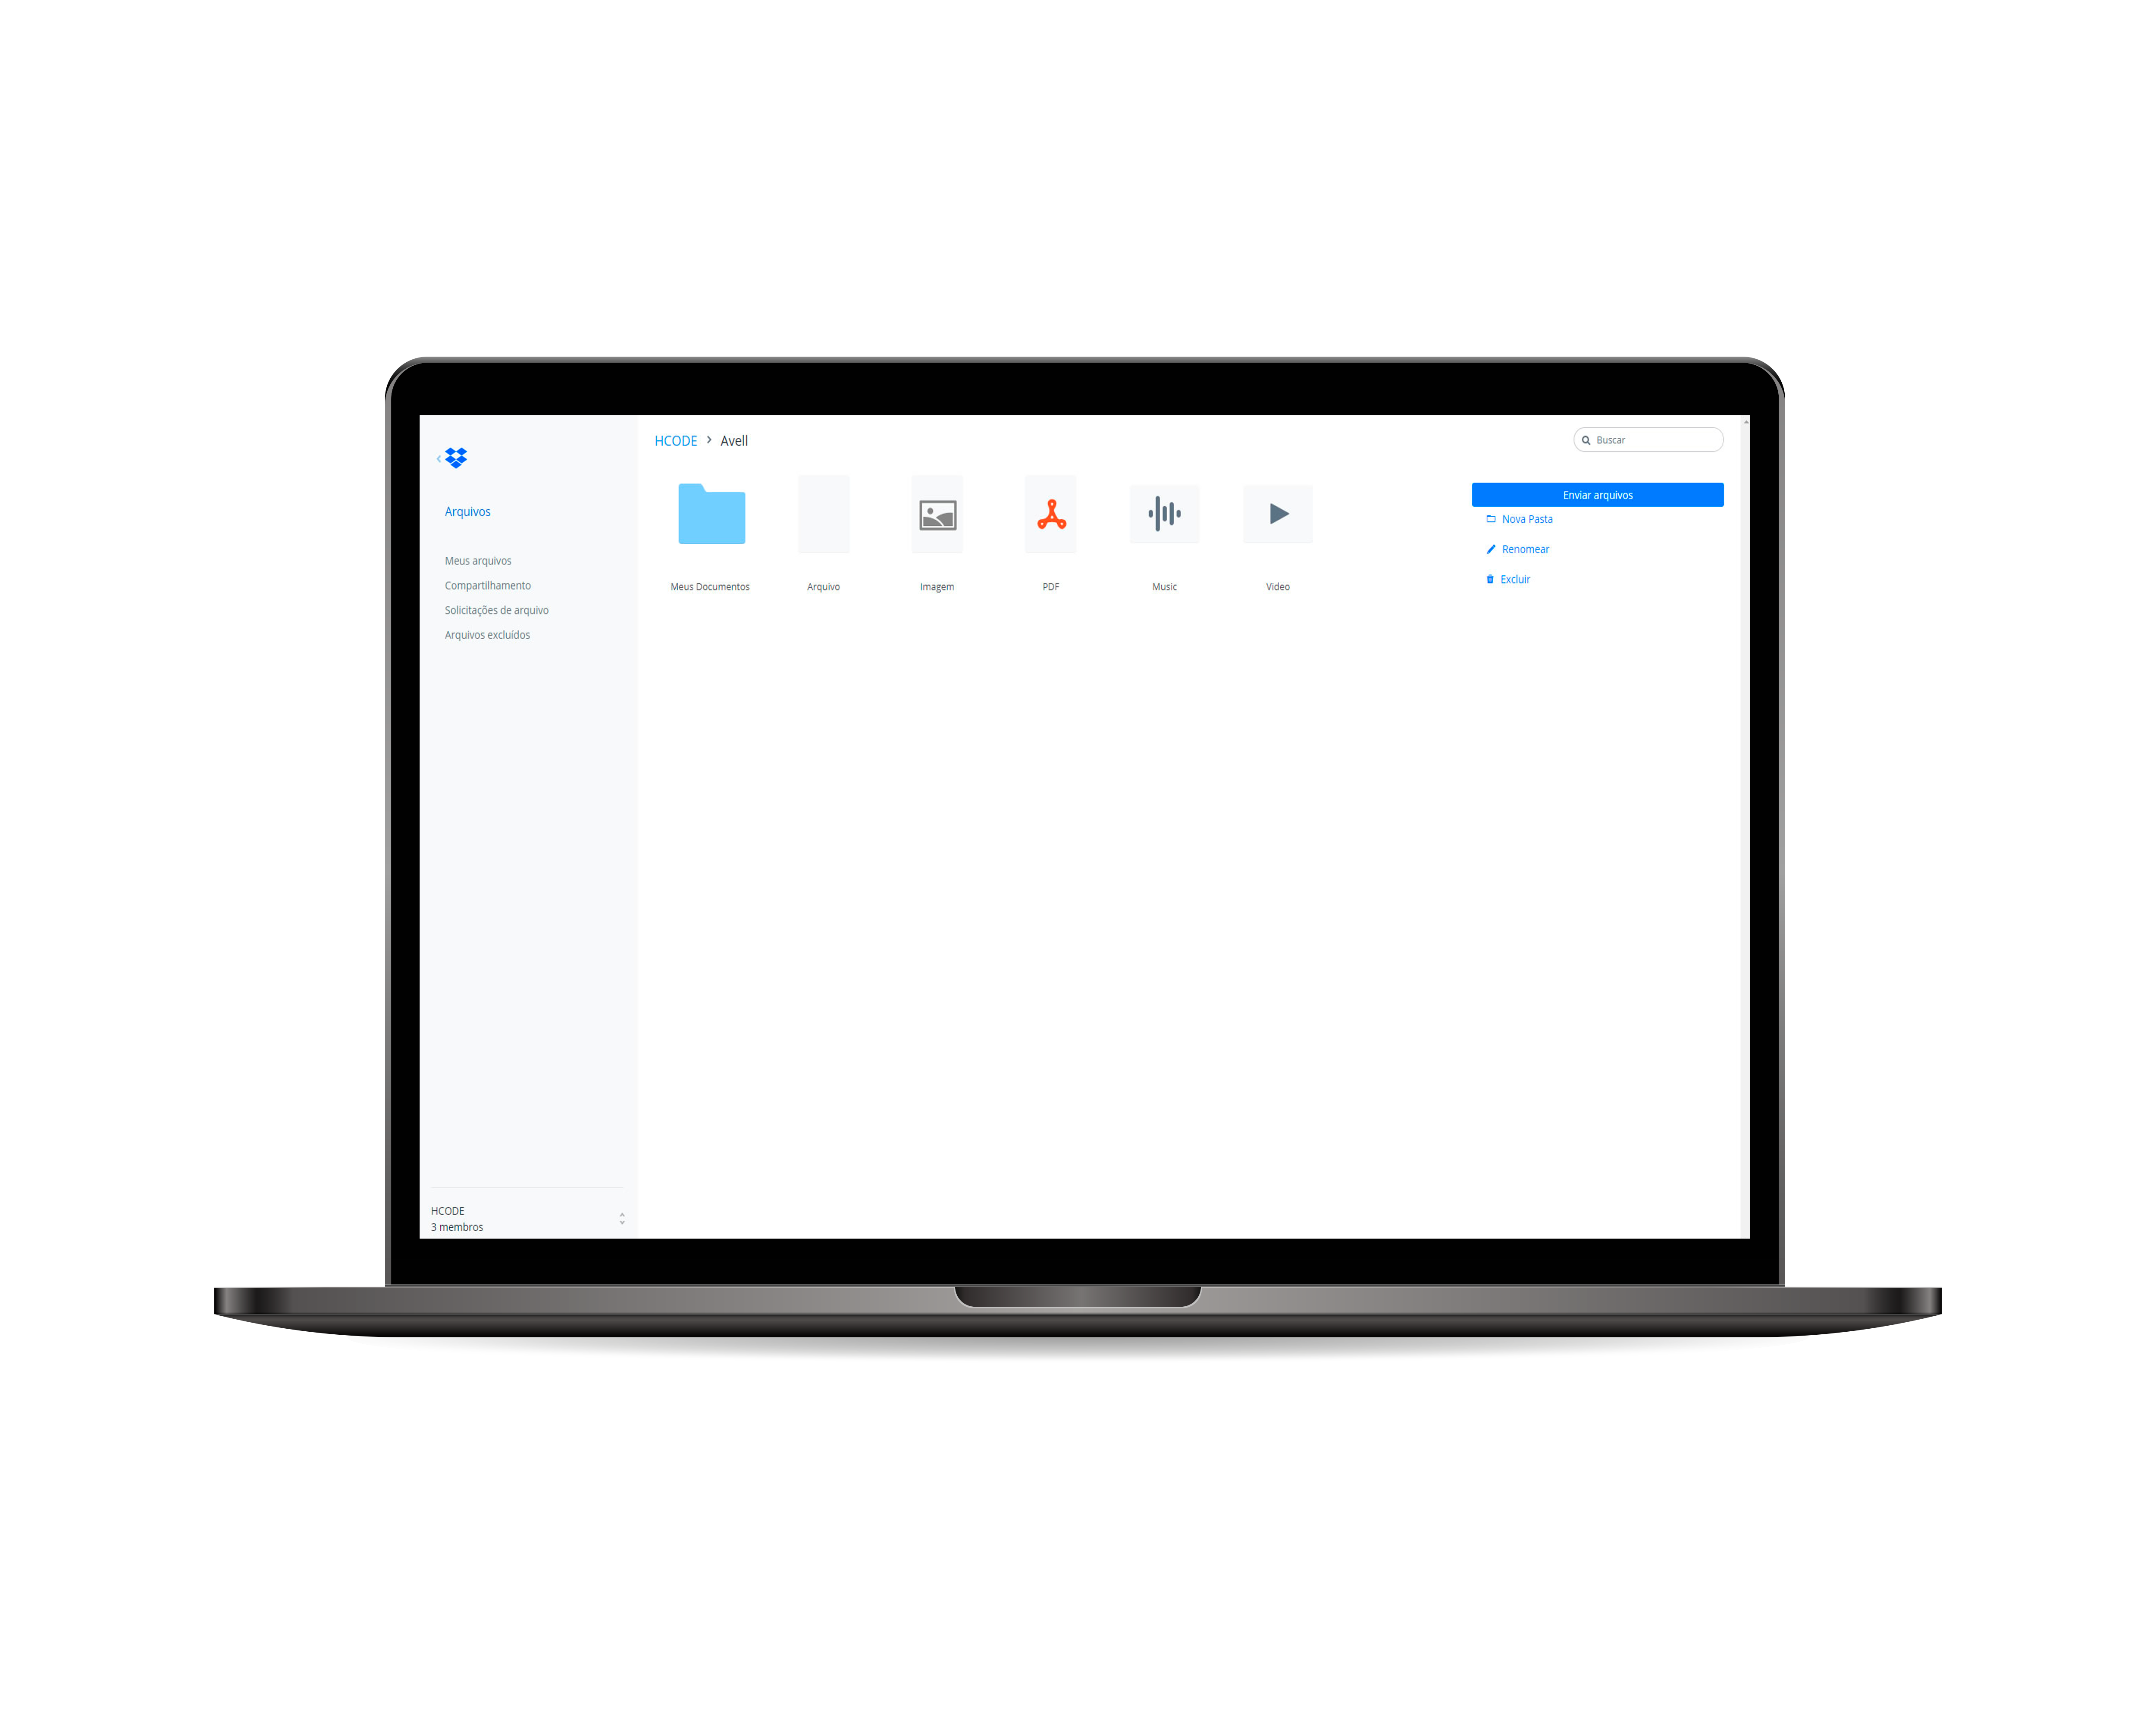 HCODE > Avell
Buscar
Arquivos
Meus arquivos
Compartilhamento
Solicitações de arquivo
Arquivos excluídos
Meus Documentos
Arquivo
Imagem
PDF
Music
Video
Enviar arquivos
Nova Pasta
Renomear
Excluir
HCODE
3 membros